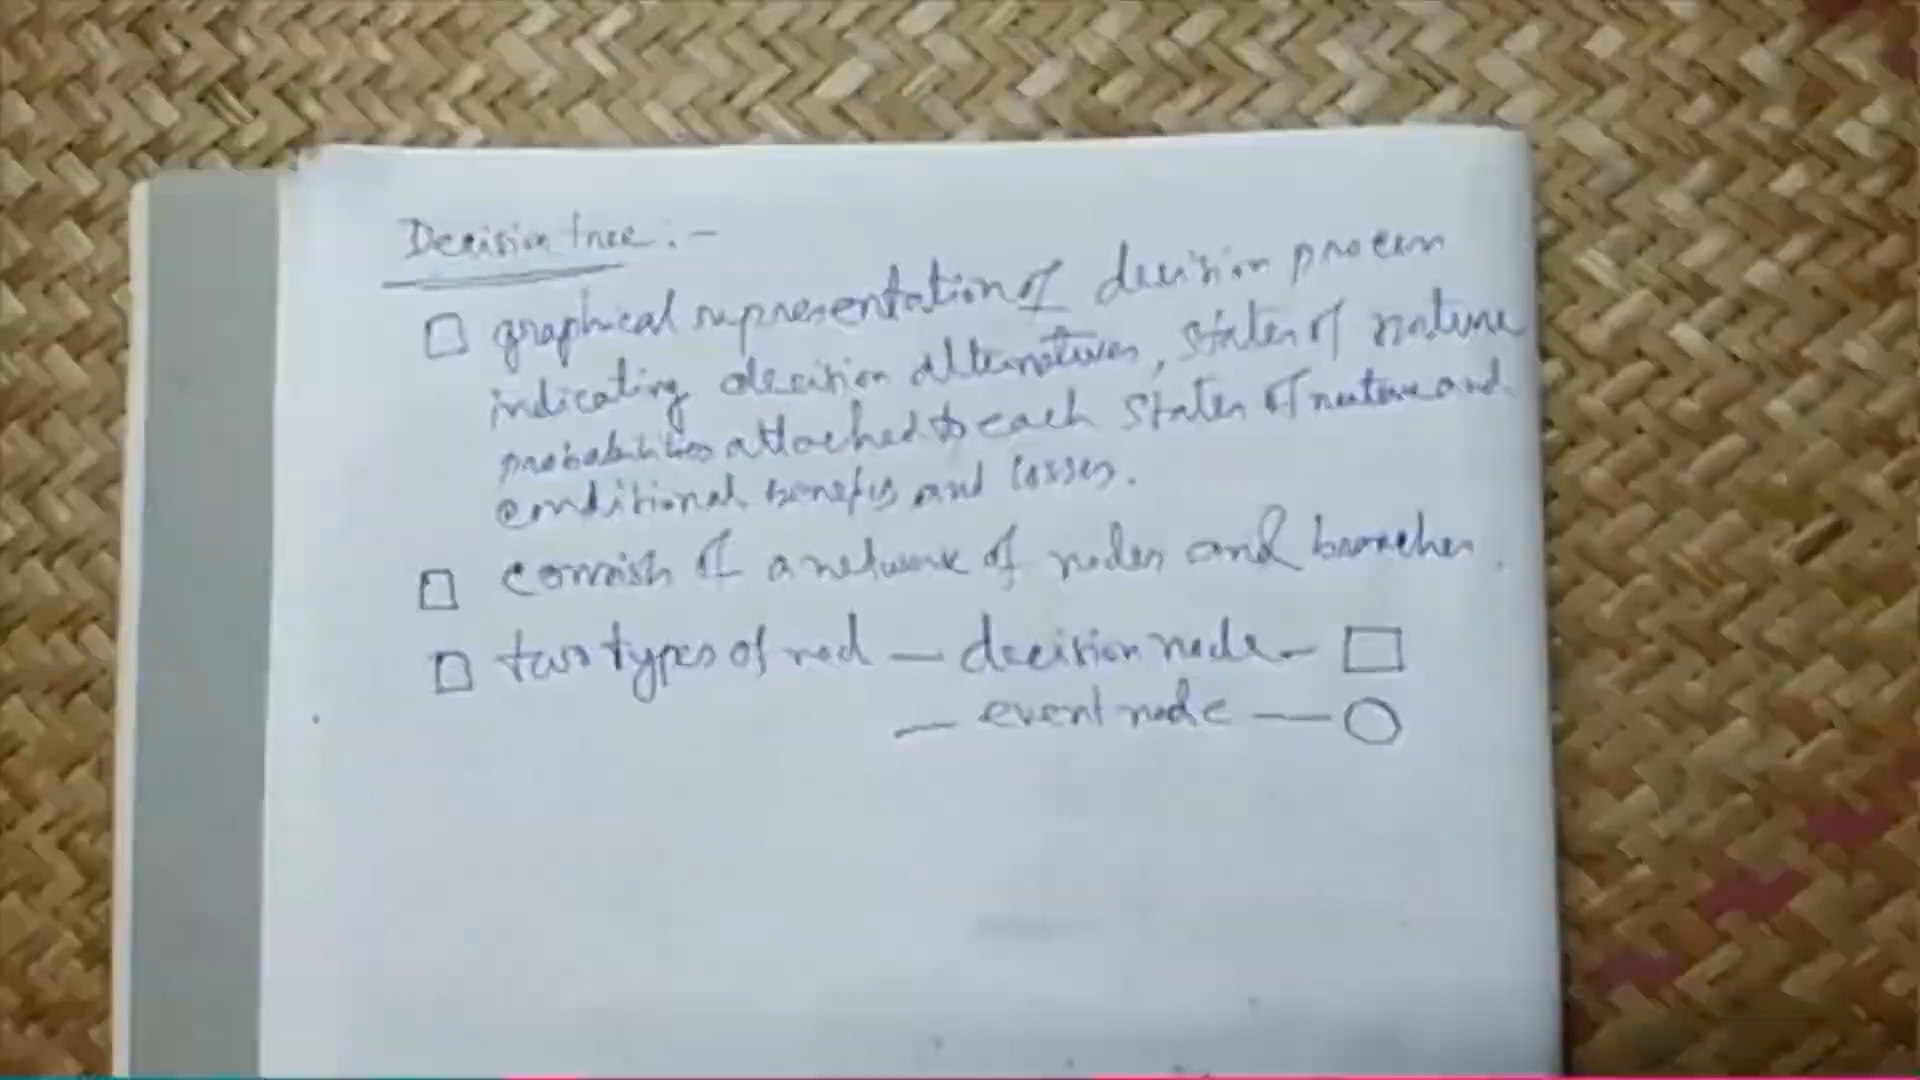 Decision tree :-
□ graphical representation of decision process
indicating decision alternatives, states of nature
probabilities attached to each states of nature and
conditional benefits and losses.
□ consists of a network of nodes and branches.
□ two types of nod — decision node - □
— event node — ○